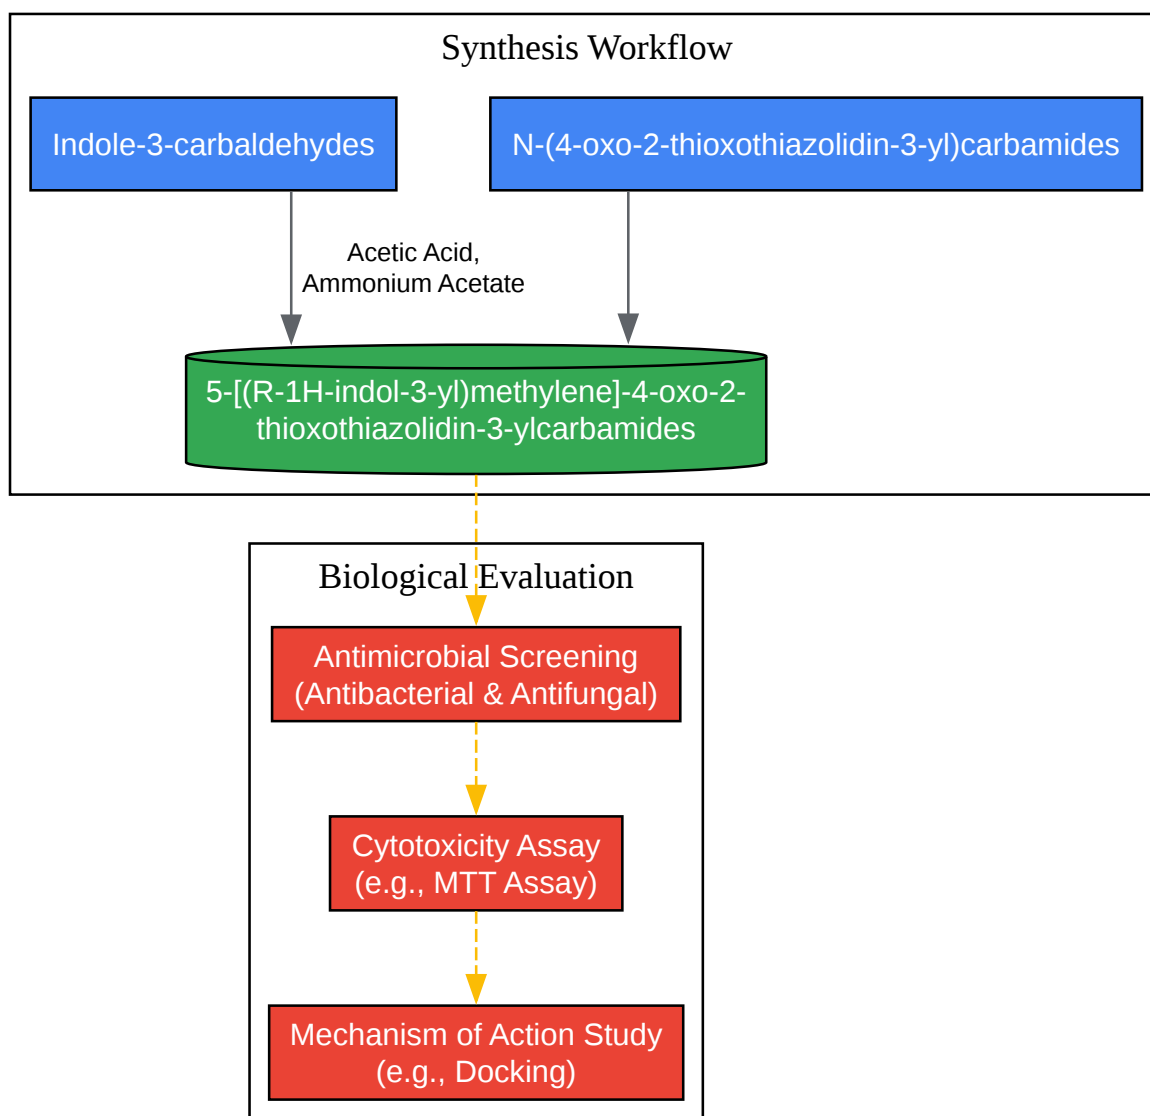 Synthesis Workflow
Indole-3-carbaldehydes
N-(4-oxo-2-thioxothiazolidin-3-yl)carbamides
Acetic Acid,
Ammonium Acetate
5-[(R-1H-indol-3-yl)methylene]-4-oxo-2-
thioxothiazolidin-3-ylcarbamides
Biological Evaluation
Antimicrobial Screening
(Antibacterial & Antifungal)
Cytotoxicity Assay
(e.g., MTT Assay)
Mechanism of Action Study
(e.g., Docking)